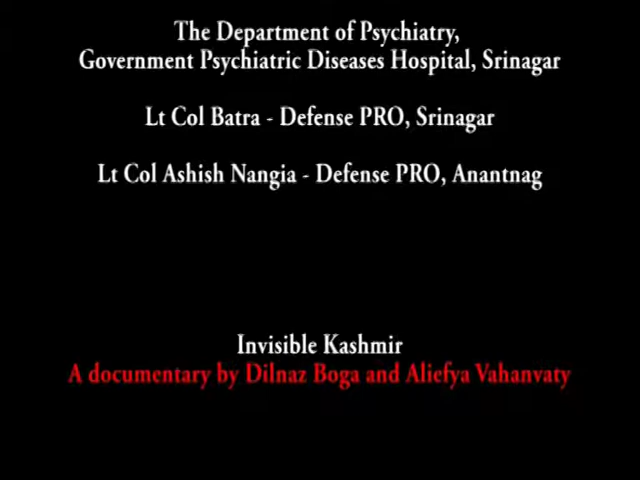 The Department of Psychiatry,
Government Psychiatric Diseases Hospital, Srinagar
Lt Col Batra - Defense PRO, Srinagar
Lt Col Ashish Nangia - Defense PRO, Anantnag
Invisible Kashmir
A documentary by Dilnaz Boga and Aliefya Vahanvaty